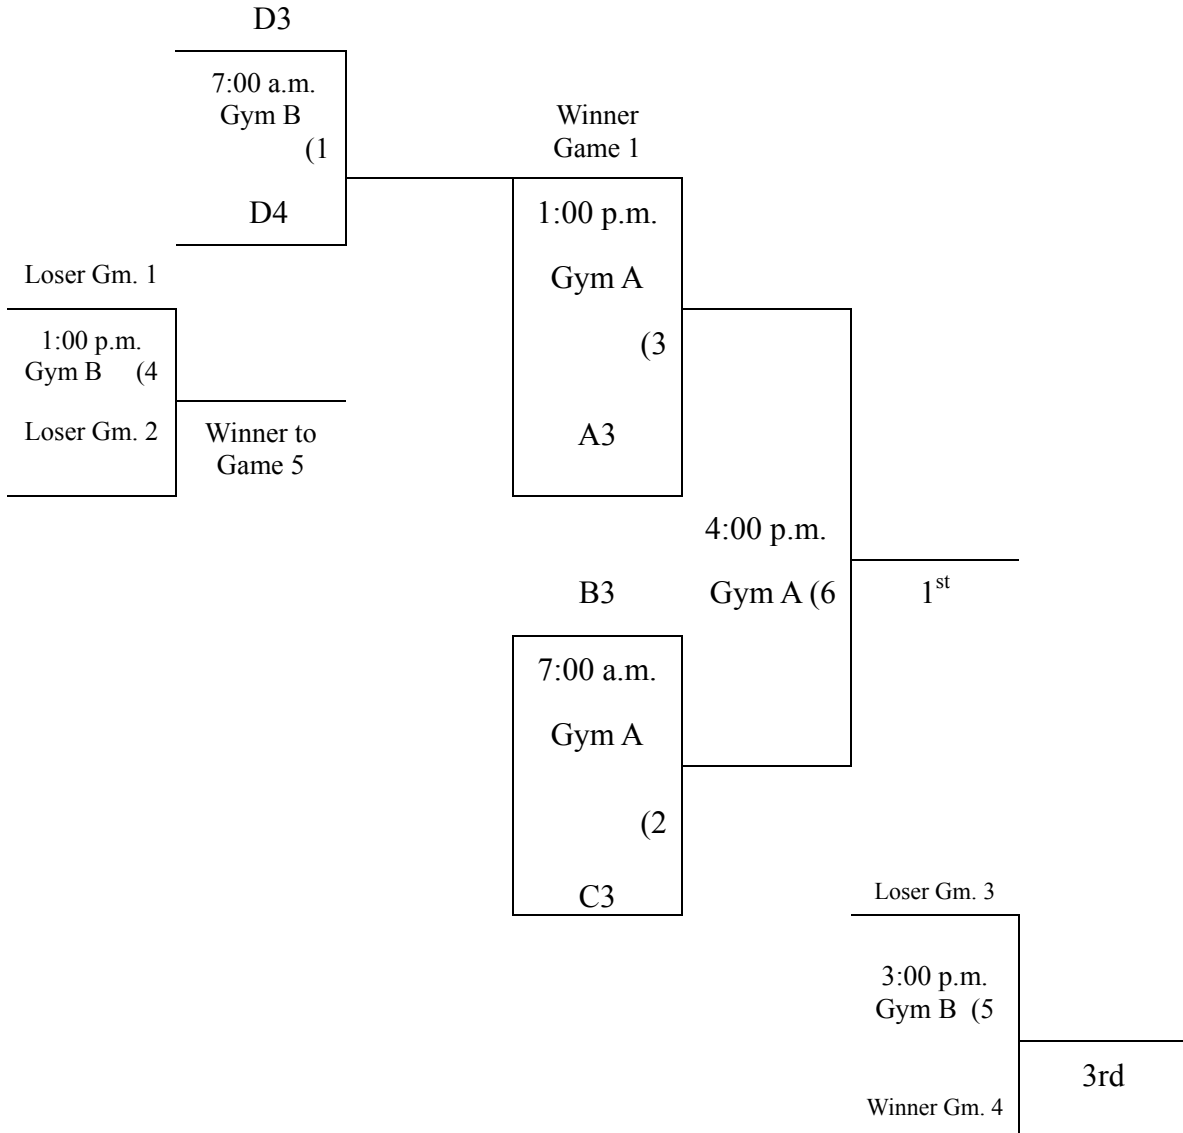 D3
7:00 a.m.
Gym B
(1
D4
Winner
Game 1
1:00 p.m.
Gym A
(3
A3
Loser Gm. 1
1:00 p.m.
Gym B (4
Loser Gm. 2
Winner to
Game 5
4:00 p.m.
Gym A (6
1st
B3
7:00 a.m.
Gym A
(2
C3
Loser Gm. 3
3:00 p.m.
Gym B (5
Winner Gm. 4
3rd